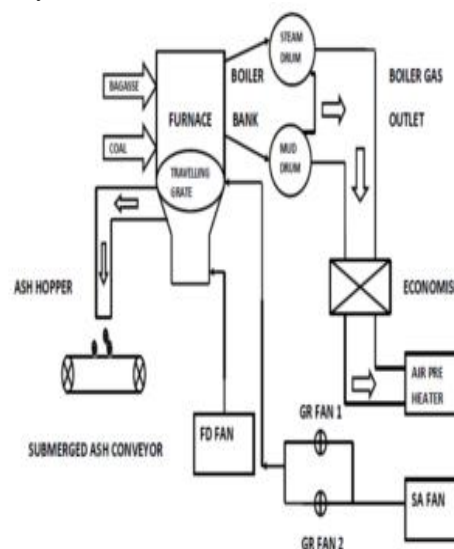 STEAM
DRUM
BOILER
BOILER GAS
BAGASSE
FURNACE
BANK
OUTLET
COAL
MUD
DRUM
TRAVELLING
GRATE
ASH HOPPER
ECONOMIS
AIR PRE
HEATER
GR FAN 1
FD FAN
SUBMERGED ASH CONVEYOR
SA FAN
GR FAN 2